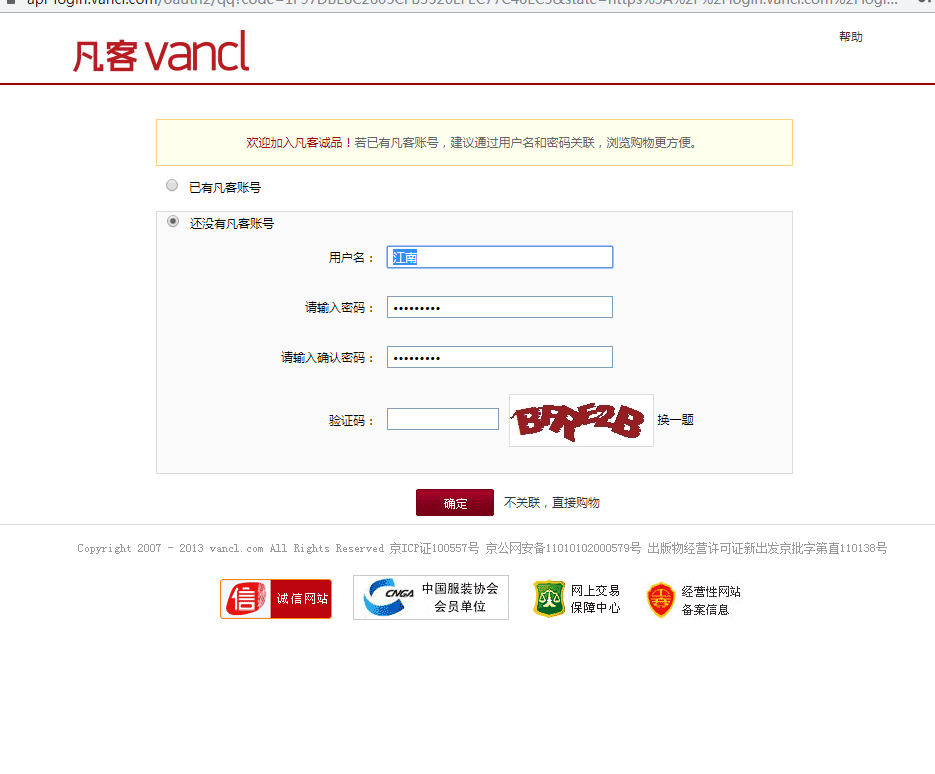 帮助
凡客 vancl
欢迎加入凡客诚品！若已有凡客账号，建议通过用户名和密码关联，浏览购物更方便。
已有凡客账号
还没有凡客账号
用户名： 江南
请输入密码： •••••••••
请输入确认密码： •••••••••
验证码： 换一题
确定 不关联，直接购物
Copyright 2007 - 2013 vancl.com All Rights Reserved 京ICP证100557号 京公网安备11010102000579号 出版物经营许可证新出发京批字第直110138号
信 诚信网站
CNGA 中国服装协会
会员单位
网上交易
保障中心
经营性网站
备案信息